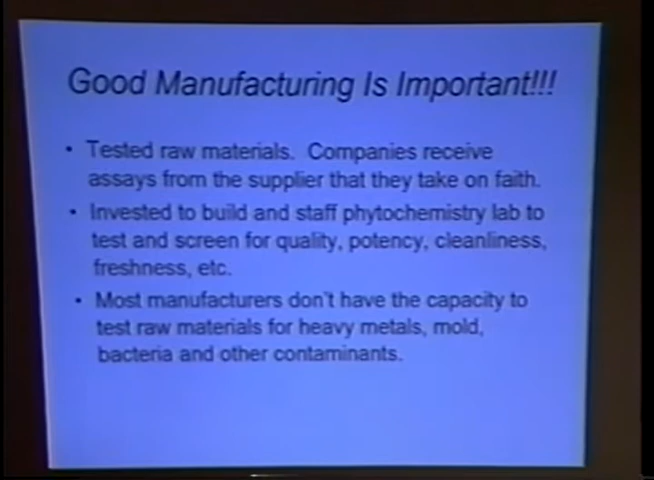 Good Manufacturing Is Important!!!
• Tested raw materials. Companies receive
assays from the supplier that they take on faith.
• Invested to build and staff phytochemistry lab to
test and screen for quality, potency, cleanliness,
freshness, etc.
• Most manufacturers don't have the capacity to
test raw materials for heavy metals, mold,
bacteria and other contaminants.